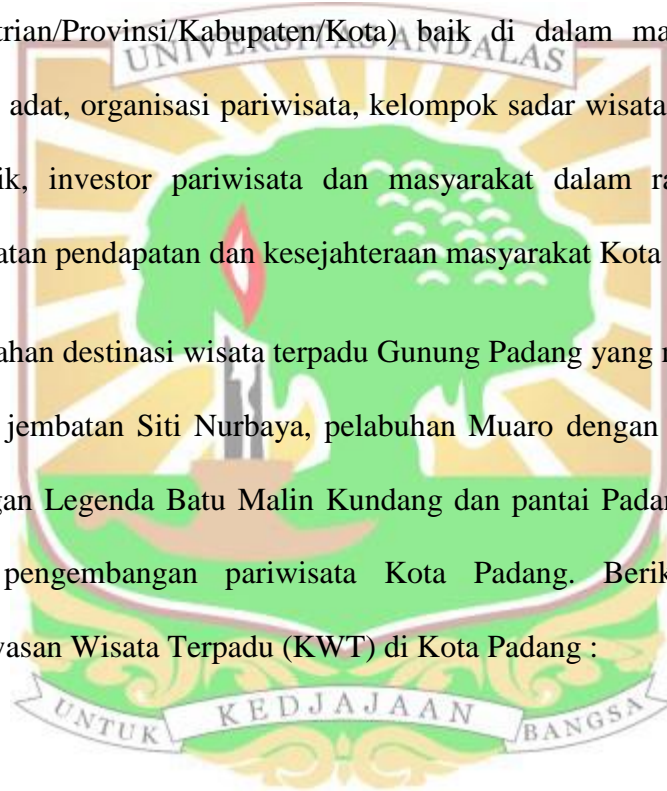 trian/Provinsi/Kabupaten/Kota) baik di dalam ma
UNIVERSITAS ANDALAS
adat, organisasi pariwisata, kelompok sadar wisata
ik, investor pariwisata dan masyarakat dalam ra
atan pendapatan dan kesejahteraan masyarakat Kota
ahan destinasi wisata terpadu Gunung Padang yang
jembatan Siti Nurbaya, pelabuhan Muaro dengan
gan Legenda Batu Malin Kundang dan pantai Padan
pengembangan pariwisata Kota Padang. Berik
wasan Wisata Terpadu (KWT) di Kota Padang :
UNTUK KEDJAJAAN BANGSA